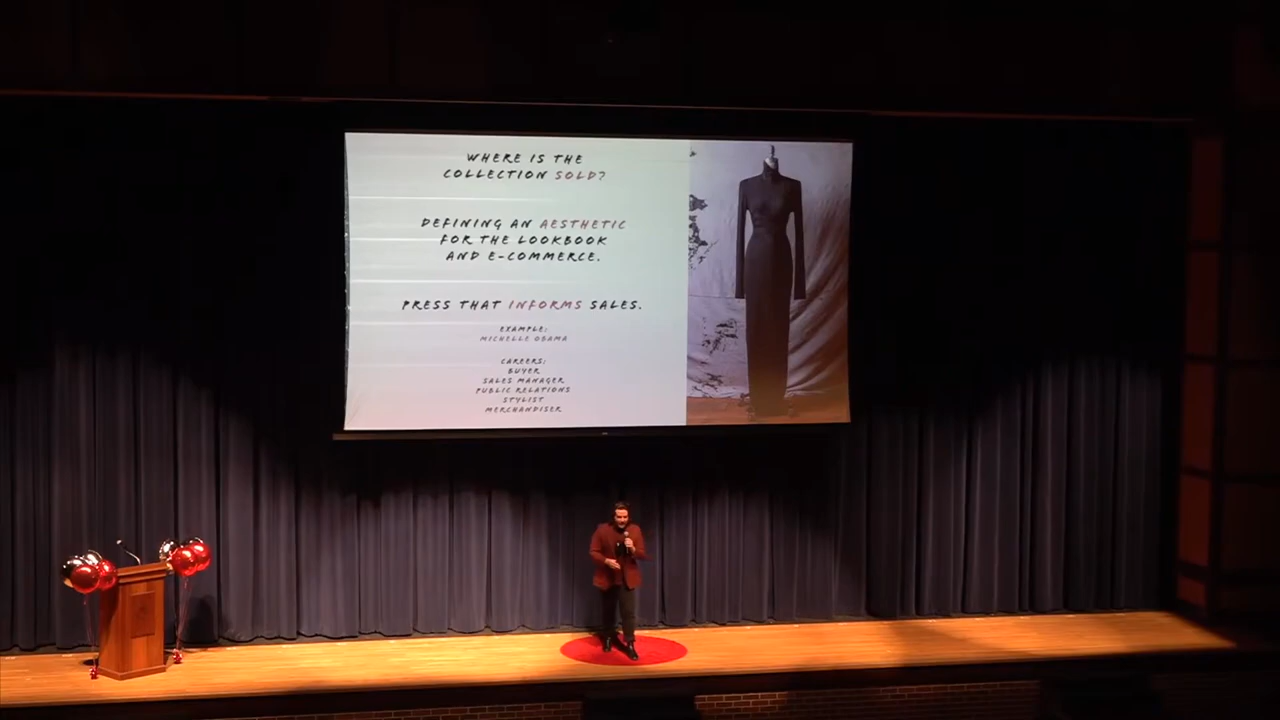 WHERE IS THE
COLLECTION SOLD?
DEFINING AN AESTHETIC
FOR THE LOOKBOOK
AND E-COMMERCE.
PRESS THAT INFORMS SALES.
EXAMPLE:
MICHELLE OBAMA
CAREERS:
BUYER
SALES MANAGER
PUBLIC RELATIONS
STYLIST
MERCHANDISER